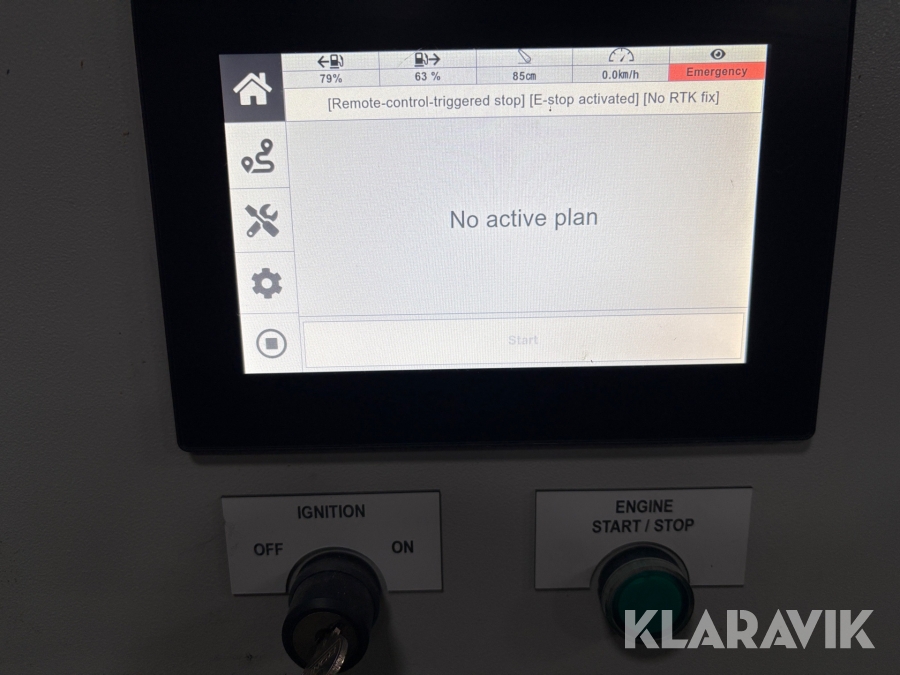 79%
63 %
85cm
0.0km/h
Emergency
[Remote-control-triggered stop] [E-stop activated] [No RTK fix]
No active plan
Start
IGNITION
OFF
ON
ENGINE
START / STOP
KLARAVIK